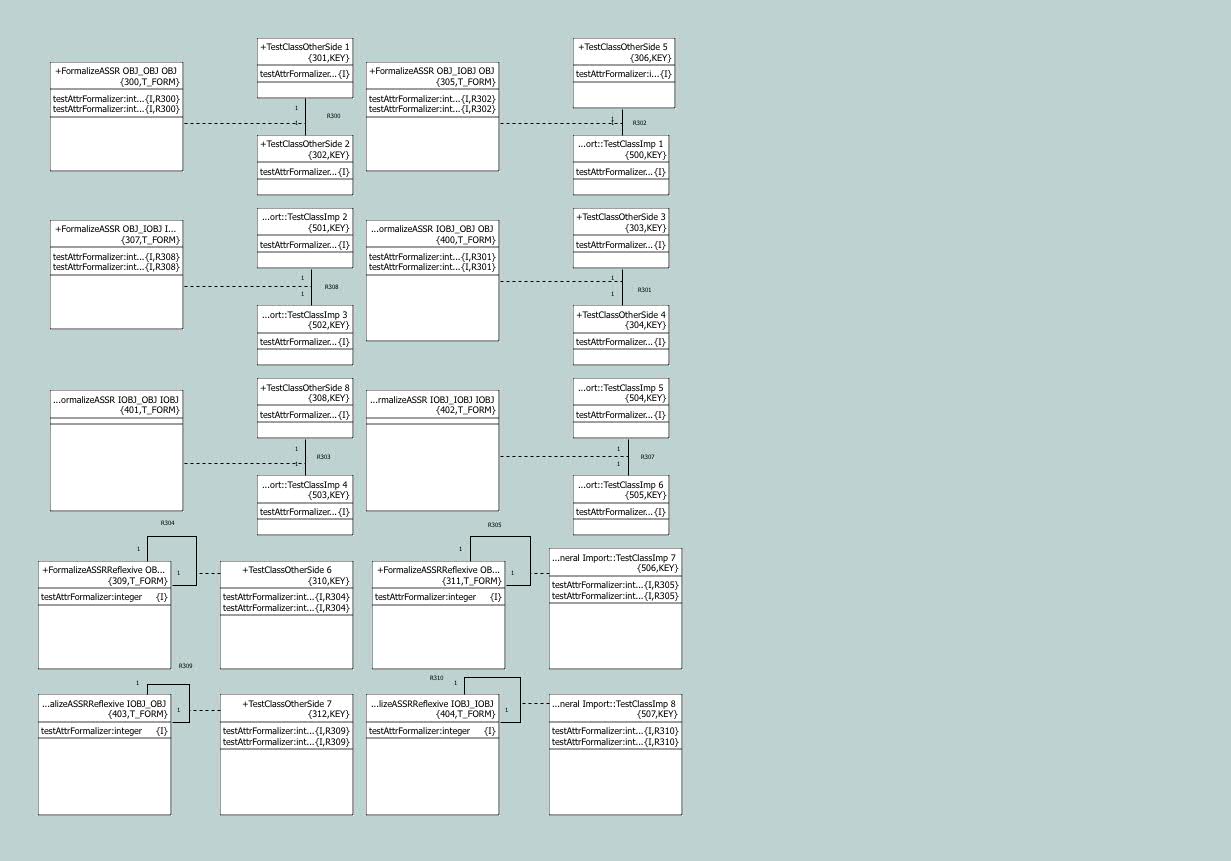 +TestClassOtherSide 1
{301,KEY}
testAttrFormalizer... {I}
+TestClassOtherSide 5
{306,KEY}
testAttrFormalizer:i... {I}
+FormalizeASSR OBJ_OBJ OBJ
{300,T_FORM}
testAttrFormalizer:int... {I,R300}
testAttrFormalizer:int... {I,R300}
+FormalizeASSR OBJ_IOBJ OBJ
{305,T_FORM}
testAttrFormalizer:int... {I,R302}
testAttrFormalizer:int... {I,R302}
1
R300
1
1
R302
1
+TestClassOtherSide 2
{302,KEY}
testAttrFormalizer... {I}
...ort::TestClassImp 1
{500,KEY}
testAttrFormalizer... {I}
...ort::TestClassImp 2
{501,KEY}
testAttrFormalizer... {I}
+TestClassOtherSide 3
{303,KEY}
testAttrFormalizer... {I}
+FormalizeASSR OBJ_IOBJ I...
{307,T_FORM}
testAttrFormalizer:int... {I,R308}
testAttrFormalizer:int... {I,R308}
...ormalizeASSR IOBJ_OBJ OBJ
{400,T_FORM}
testAttrFormalizer:int... {I,R301}
testAttrFormalizer:int... {I,R301}
1
R308
1
1
R301
1
...ort::TestClassImp 3
{502,KEY}
testAttrFormalizer... {I}
+TestClassOtherSide 4
{304,KEY}
testAttrFormalizer... {I}
+TestClassOtherSide 8
{308,KEY}
testAttrFormalizer... {I}
...ort::TestClassImp 5
{504,KEY}
testAttrFormalizer... {I}
...ormalizeASSR IOBJ_OBJ IOBJ
{401,T_FORM}
...rmalizeASSR IOBJ_IOBJ IOBJ
{402,T_FORM}
1
R303
1
1
R307
1
...ort::TestClassImp 4
{503,KEY}
testAttrFormalizer... {I}
...ort::TestClassImp 6
{505,KEY}
testAttrFormalizer... {I}
R304
1
1
R305
1
1
+FormalizeASSRReflexive OB...
{309,T_FORM}
testAttrFormalizer:integer {I}
+TestClassOtherSide 6
{310,KEY}
testAttrFormalizer:int... {I,R304}
testAttrFormalizer:int... {I,R304}
+FormalizeASSRReflexive OB...
{311,T_FORM}
testAttrFormalizer:integer {I}
...neral Import::TestClassImp 7
{506,KEY}
testAttrFormalizer:int... {I,R305}
testAttrFormalizer:int... {I,R305}
R309
1
1
R310
1
1
...alizeASSRReflexive IOBJ_OBJ
{403,T_FORM}
testAttrFormalizer:integer {I}
+TestClassOtherSide 7
{312,KEY}
testAttrFormalizer:int... {I,R309}
testAttrFormalizer:int... {I,R309}
...lizeASSRReflexive IOBJ_IOBJ
{404,T_FORM}
testAttrFormalizer:integer {I}
...neral Import::TestClassImp 8
{507,KEY}
testAttrFormalizer:int... {I,R310}
testAttrFormalizer:int... {I,R310}